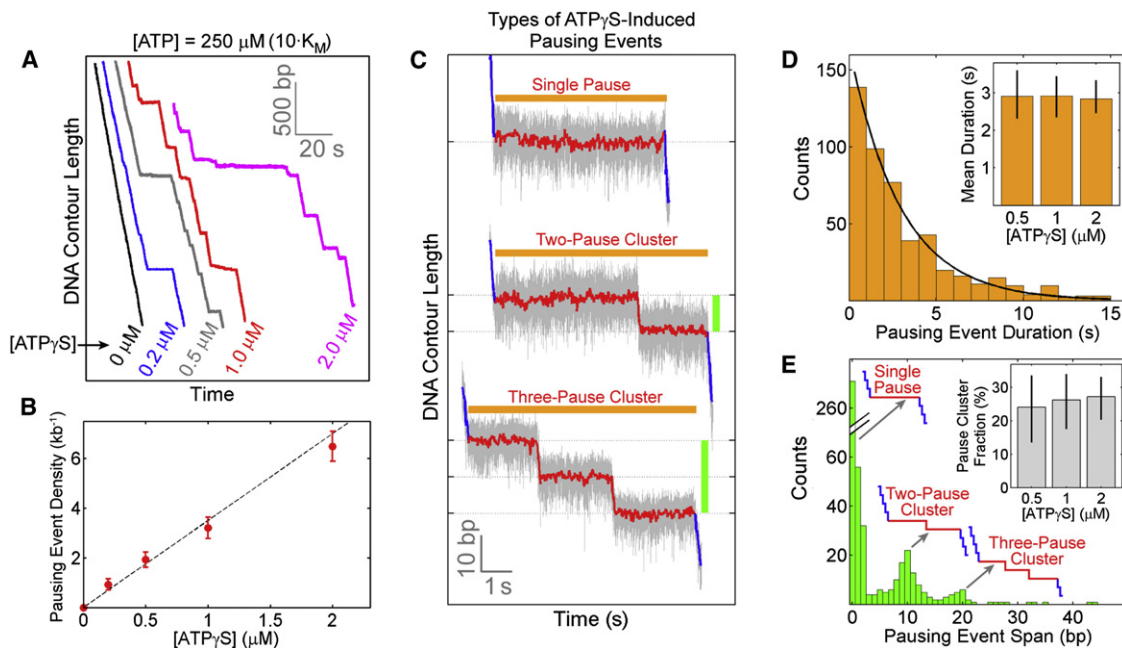 A
[ATP] = 250 μM (10·K_M)
500 bp
20 s
DNA Contour Length
[ATPγS]
0 μM
0.2 μM
0.5 μM
1.0 μM
2.0 μM
Time
B
Pausing Event Density (kb⁻¹)
6
4
2
0
0.5
1
1.5
2
[ATPγS] (μM)
Types of ATPγS-Induced
Pausing Events
C
Single Pause
Two-Pause Cluster
Three-Pause Cluster
DNA Contour Length
10 bp
1 s
Time (s)
D
150
100
50
Counts
0
5
10
15
Pausing Event Duration (s)
Mean Duration (s)
3
2
1
0.5
1
2
[ATPγS] (μM)
E
Single
Pause
260
60
40
20
Counts
Two-Pause
Cluster
Three-Pause
Cluster
0
10
20
30
40
Pausing Event Span (bp)
Pause Cluster
Fraction (%)
30
20
10
0
0.5
1
2
[ATPγS] (μM)